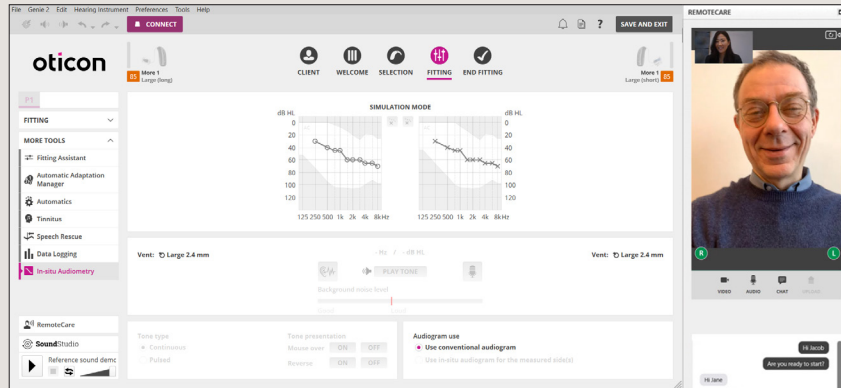 File Genie 2 Edit Hearing Instrument Preferences Tools Help
CONNECT
? SAVE AND EXIT
REMOTECARE
oticon
85 More 1
Large (long)
CLIENT WELCOME SELECTION FITTING END FITTING
More 1 85
Large (short)
P1
FITTING
MORE TOOLS
Fitting Assistant
Automatic Adaptation
Manager
Automatics
Tinnitus
Speech Rescue
Data Logging
In-situ Audiometry
RemoteCare
SoundStudio
Reference sound demo
SIMULATION MODE
dB HL dB HL
0 0
20 20
40 40
60 60
80 80
100 100
120 120
125 250 500 1k 2k 4k 8kHz 125 250 500 1k 2k 4k 8kHz
Vent: Large 2.4 mm
- Hz / - dB HL
Vent: Large 2.4 mm
PLAY TONE
Background noise level
Good
Tone type
Continuous
Pulsed
Tone presentation
Mouse over ON OFF
Reverse ON OFF
Audiogram use
Use conventional audiogram
Use in-situ audiogram for the measured side(s)
R L
VIDEO AUDIO CHAT
Hi Jacob
Are you ready to start?
Hi Jane